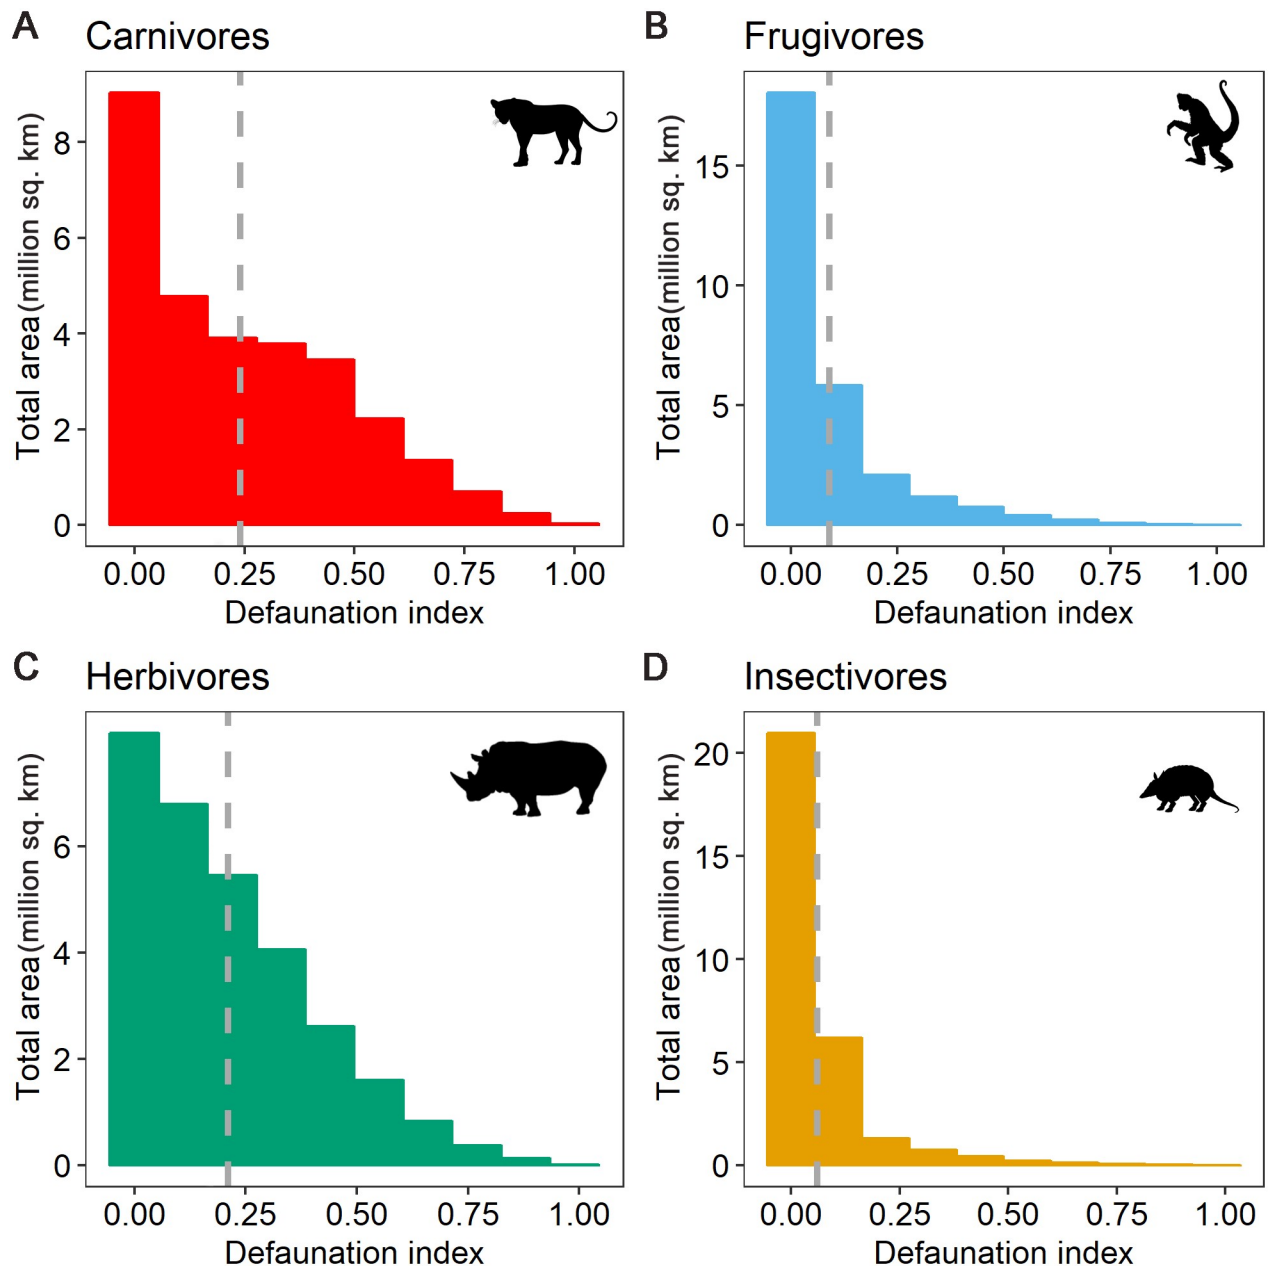 A Carnivores
B Frugivores
Total area(million sq. km)
8
6
4
2
0
0.00 0.25 0.50 0.75 1.00
Defaunation index
Total area(million sq. km)
15
10
5
0
0.00 0.25 0.50 0.75 1.00
Defaunation index
C Herbivores
D Insectivores
Total area(million sq. km)
6
4
2
0
0.00 0.25 0.50 0.75 1.00
Defaunation index
Total area(million sq. km)
20
15
10
5
0
0.00 0.25 0.50 0.75 1.00
Defaunation index